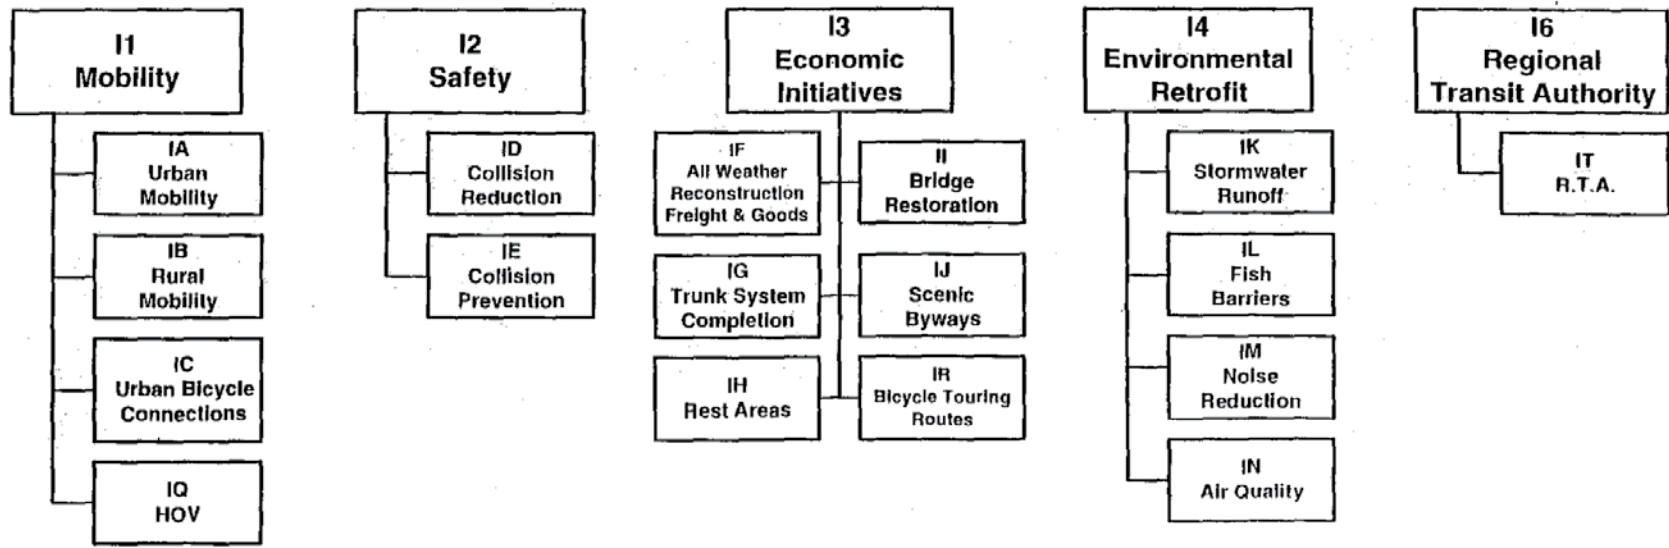 I1
Mobility
IA
Urban
Mobility
IB
Rural
Mobility
IC
Urban Bicycle
Connections
IQ
HOV
I2
Safety
ID
Collision
Reduction
IE
Collision
Prevention
I3
Economic
Initiatives
IF
All Weather
Reconstruction
Freight & Goods
II
Bridge
Restoration
IG
Trunk System
Completion
IJ
Scenic
Byways
IH
Rest Areas
IR
Bicycle Touring
Routes
I4
Environmental
Retrofit
IK
Stormwater
Runoff
IL
Fish
Barriers
IM
Noise
Reduction
IN
Air Quality
I6
Regional
Transit Authority
IT
R.T.A.